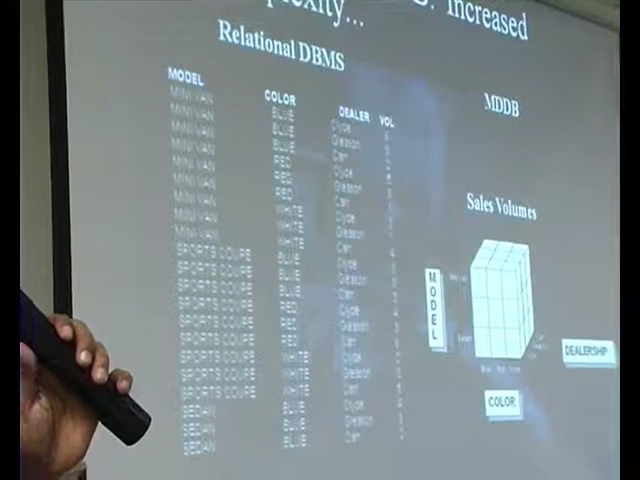 plexity... Increased
Relational DBMS
MODEL COLOR DEALER VOL
MINI VAN BLUE Clyde
MINI VAN BLUE Gleason
MINI VAN BLUE Carr
MINI VAN RED Clyde
MINI VAN RED Gleason
MINI VAN RED Carr
MINI VAN WHITE Clyde
MINI VAN WHITE Gleason
MINI VAN WHITE Carr
SPORTS COUPE BLUE Clyde
SPORTS COUPE BLUE Gleason
SPORTS COUPE BLUE Carr
SPORTS COUPE RED Clyde
SPORTS COUPE RED Gleason
SPORTS COUPE RED Carr
SPORTS COUPE WHITE Clyde
SPORTS COUPE WHITE Gleason
SPORTS COUPE WHITE Carr
SEDAN BLUE Clyde
SEDAN BLUE Gleason
SEDAN BLUE Carr
MDDB
Sales Volumes
MODEL
DEALERSHIP
COLOR